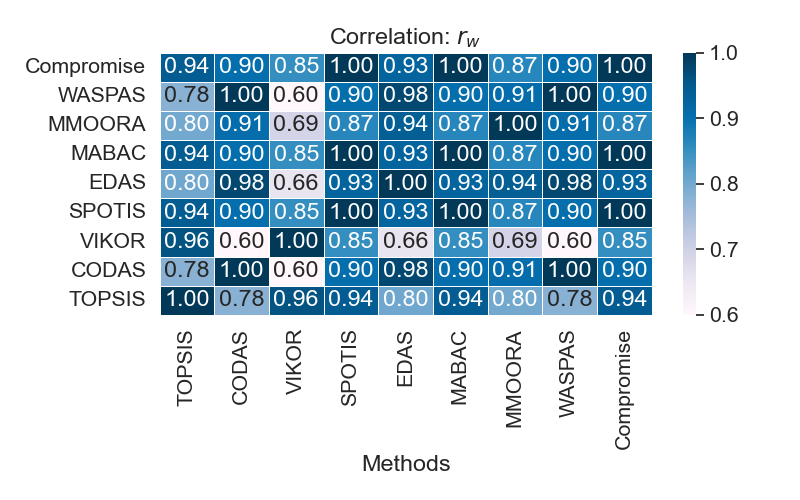 Correlation: r_w
Compromise 0.94 0.90 0.85 1.00 0.93 1.00 0.87 0.90 1.00
WASPAS 0.78 1.00 0.60 0.90 0.98 0.90 0.91 1.00 0.90
MMOORA 0.80 0.91 0.69 0.87 0.94 0.87 1.00 0.91 0.87
MABAC 0.94 0.90 0.85 1.00 0.93 1.00 0.87 0.90 1.00
EDAS 0.80 0.98 0.66 0.93 1.00 0.93 0.94 0.98 0.93
SPOTIS 0.94 0.90 0.85 1.00 0.93 1.00 0.87 0.90 1.00
VIKOR 0.96 0.60 1.00 0.85 0.66 0.85 0.69 0.60 0.85
CODAS 0.78 1.00 0.60 0.90 0.98 0.90 0.91 1.00 0.90
TOPSIS 1.00 0.78 0.96 0.94 0.80 0.94 0.80 0.78 0.94
TOPSIS CODAS VIKOR SPOTIS EDAS MABAC MMOORA WASPAS Compromise
Methods
1.0
0.9
0.8
0.7
0.6